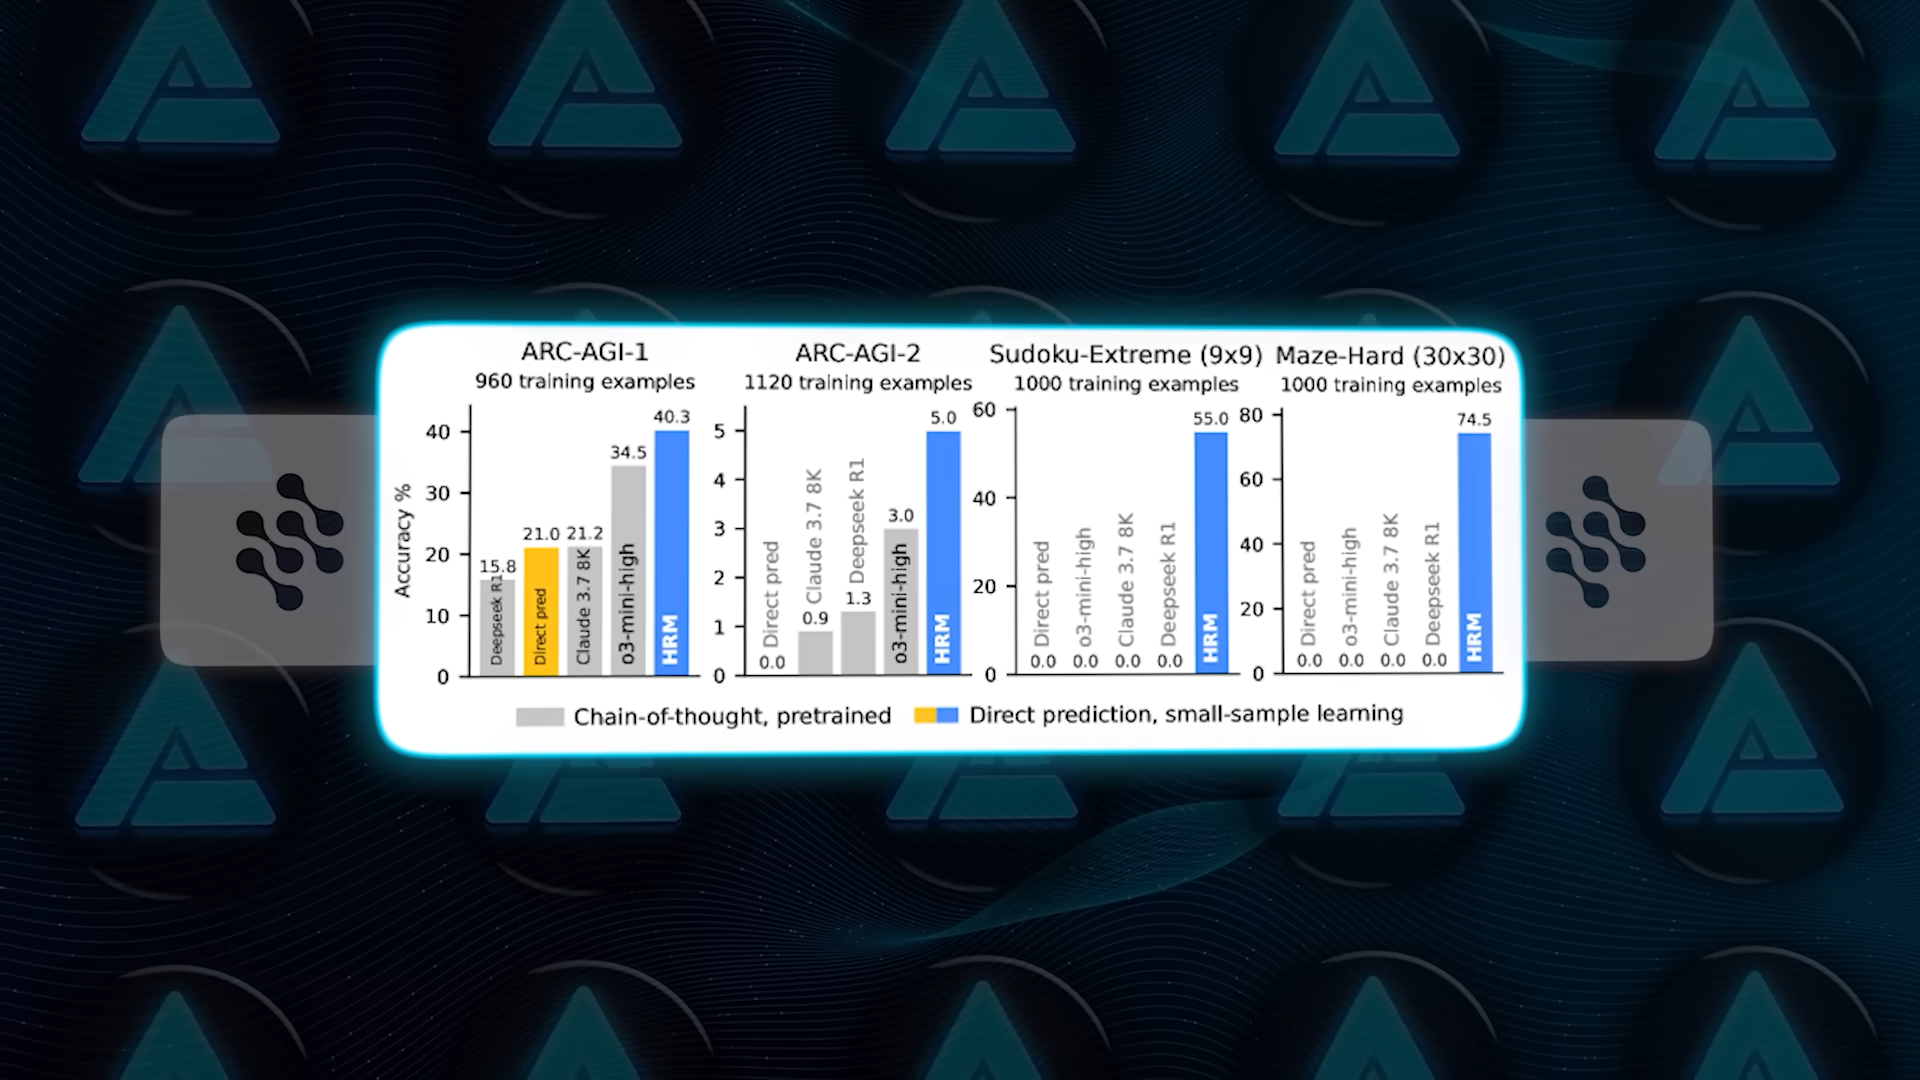 ARC-AGI-1
960 training examples
Accuracy %
40
30
20
10
0
15.8
21.0
21.2
34.5
40.3
Deepseek R1
Direct pred
Claude 3.7 8K
o3-mini-high
HRM
ARC-AGI-2
1120 training examples
5
4
3
2
1
0
0.0
0.9
1.3
3.0
5.0
Direct pred
Claude 3.7 8K
Deepseek R1
o3-mini-high
HRM
Sudoku-Extreme (9x9)
1000 training examples
60
40
20
0
0.0
0.0
0.0
0.0
55.0
Direct pred
o3-mini-high
Claude 3.7 8K
Deepseek R1
HRM
Maze-Hard (30x30)
1000 training examples
80
60
40
20
0
0.0
0.0
0.0
0.0
74.5
Direct pred
o3-mini-high
Claude 3.7 8K
Deepseek R1
HRM
Chain-of-thought, pretrained
Direct prediction, small-sample learning